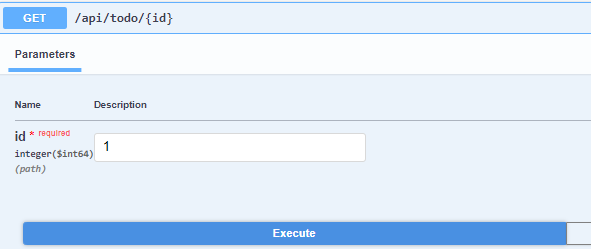 GET /api/todo/{id}
Parameters
Name Description
id * required
integer($int64)
(path)
1
Execute